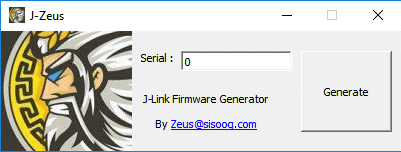 J-Zeus
Serial :
0
Generate
J-Link Firmware Generator
By Zeus@sisoog.com